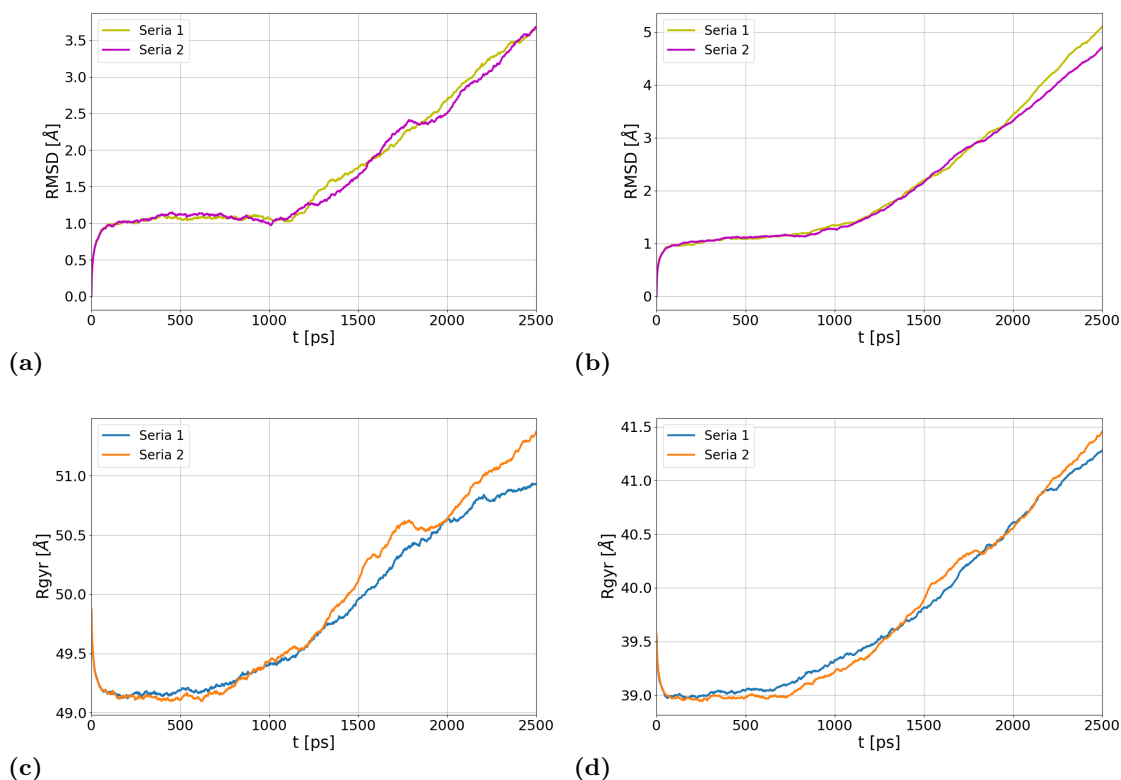 Seria 1
Seria 2
RMSD [Å]
3.5
3.0
2.5
2.0
1.5
1.0
0.5
0.0
0 500 1000 1500 2000 2500
t [ps]
(a)
Seria 1
Seria 2
RMSD [Å]
5
4
3
2
1
0
0 500 1000 1500 2000 2500
t [ps]
(b)
Seria 1
Seria 2
Rgyr [Å]
51.0
50.5
50.0
49.5
49.0
0 500 1000 1500 2000 2500
t [ps]
(c)
Seria 1
Seria 2
Rgyr [Å]
41.5
41.0
40.5
40.0
39.5
39.0
0 500 1000 1500 2000 2500
t [ps]
(d)